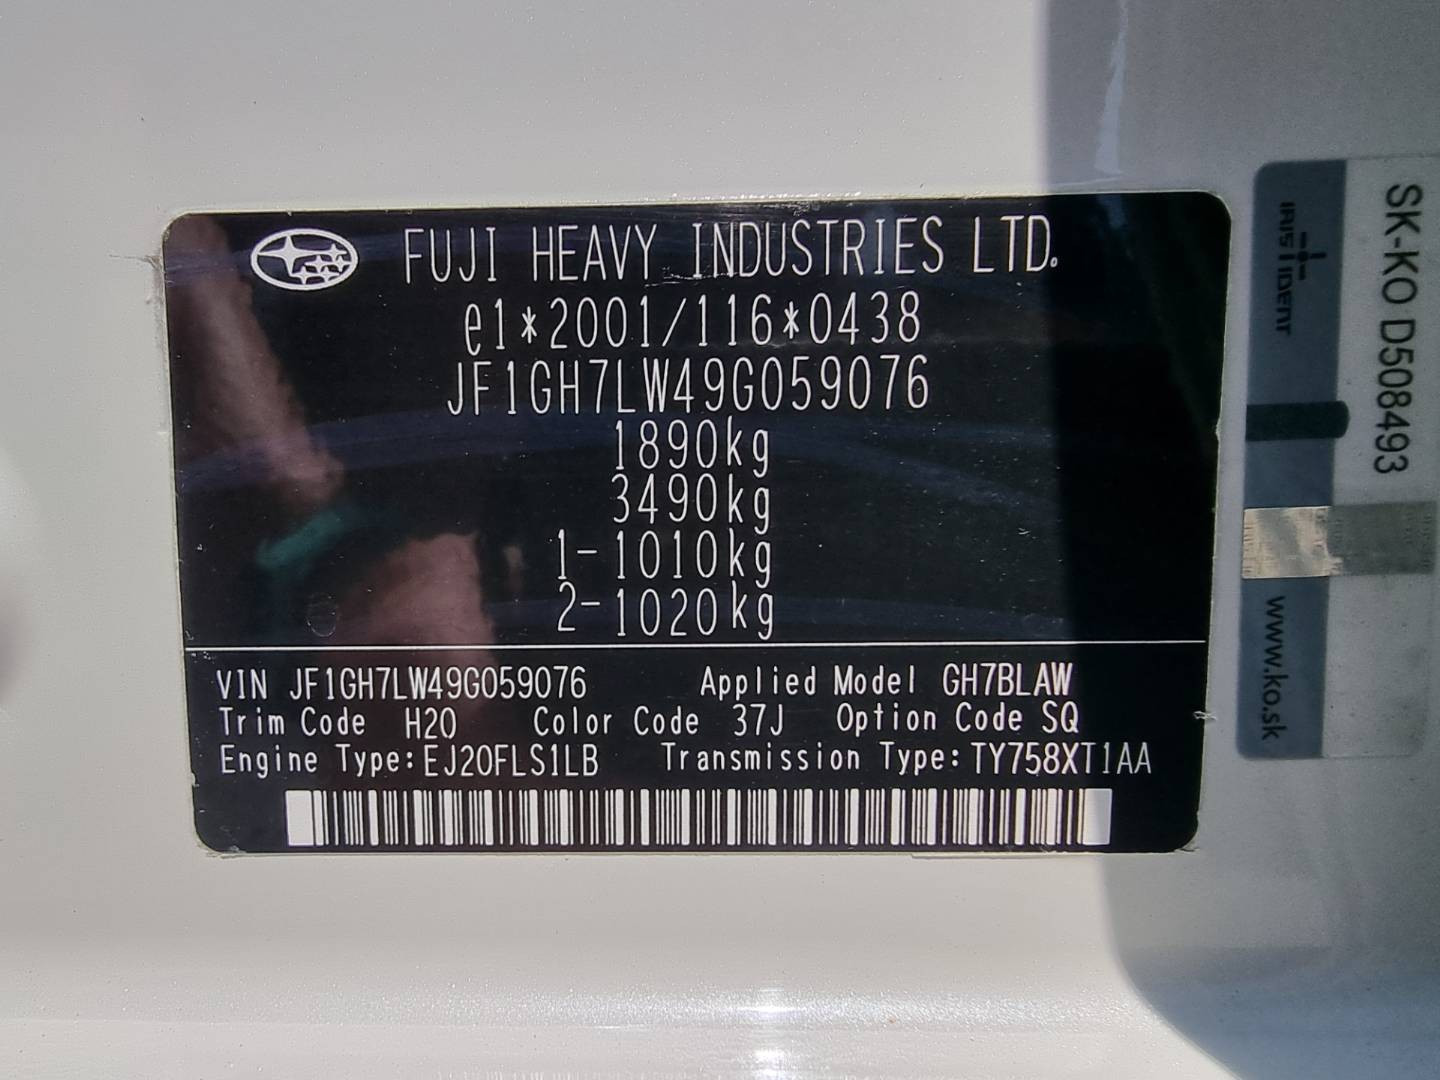 FUJI HEAVY INDUSTRIES LTD.
e1*2001/116*0438
JF1GH7LW49G059076
1890kg
3490kg
1-1010kg
2-1020kg
VIN JF1GH7LW49G059076 Applied Model GH7BLAW
Trim Code H20 Color Code 37J Option Code SQ
Engine Type:EJ20FLS1LB Transmission Type:TY758XT1AA
SK-KO D508493
www.ko.sk